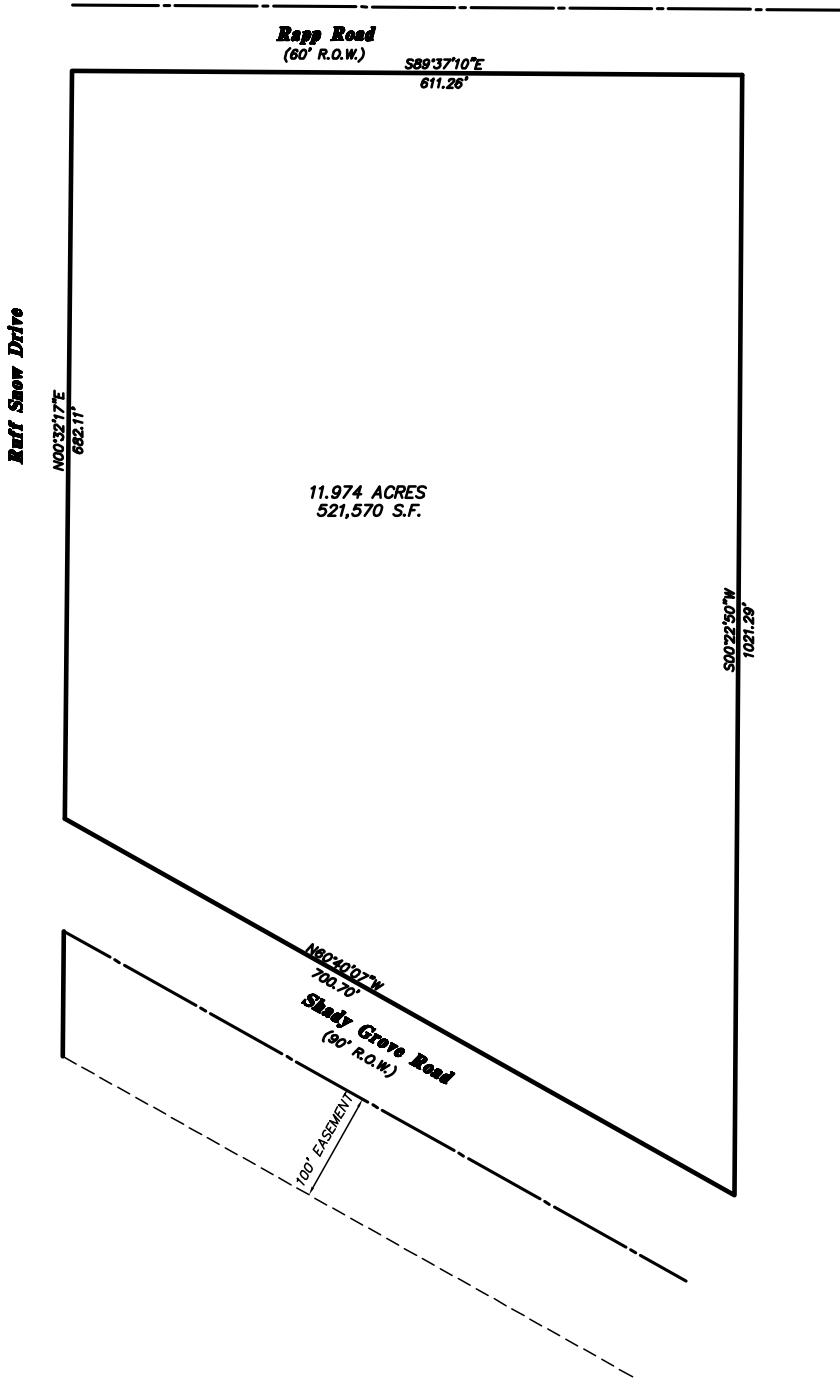 Rapp Road
(60' R.O.W.)
S89°37'10"E
611.26'
Ruff Snow Drive
N00°32'17"E
682.11'
11.974 ACRES
521,570 S.F.
S00°22'50"W
1021.29'
N60°40'07"W
700.70'
Shady Grove Road
(90' R.O.W.)
100' EASEMENT